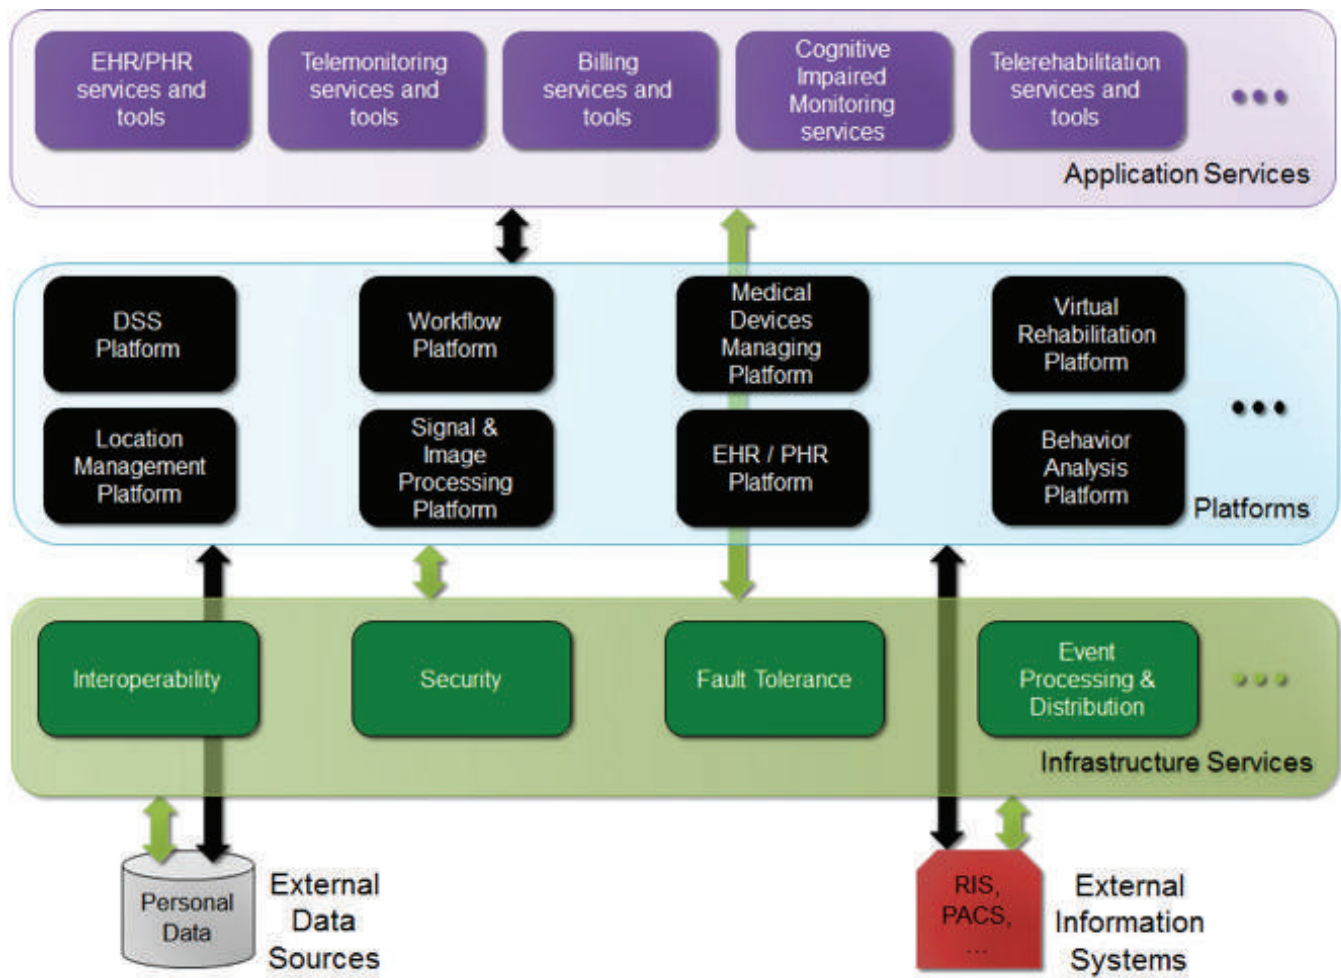 EHR/PHR
services and
tools
Telemonitoring
services and
tools
Billing
services and
tools
Cognitive
Impaired
Monitoring
services
Telerehabilitation
services and
tools
Application Services
DSS
Platform
Workflow
Platform
Medical
Devices
Managing
Platform
Virtual
Rehabilitation
Platform
Location
Management
Platform
Signal &
Image
Processing
Platform
EHR / PHR
Platform
Behavior
Analysis
Platform
Platforms
Interoperability
Security
Fault Tolerance
Event
Processing &
Distribution
Infrastructure Services
Personal
Data
External
Data
Sources
RIS,
PACS,
...
External
Information
Systems